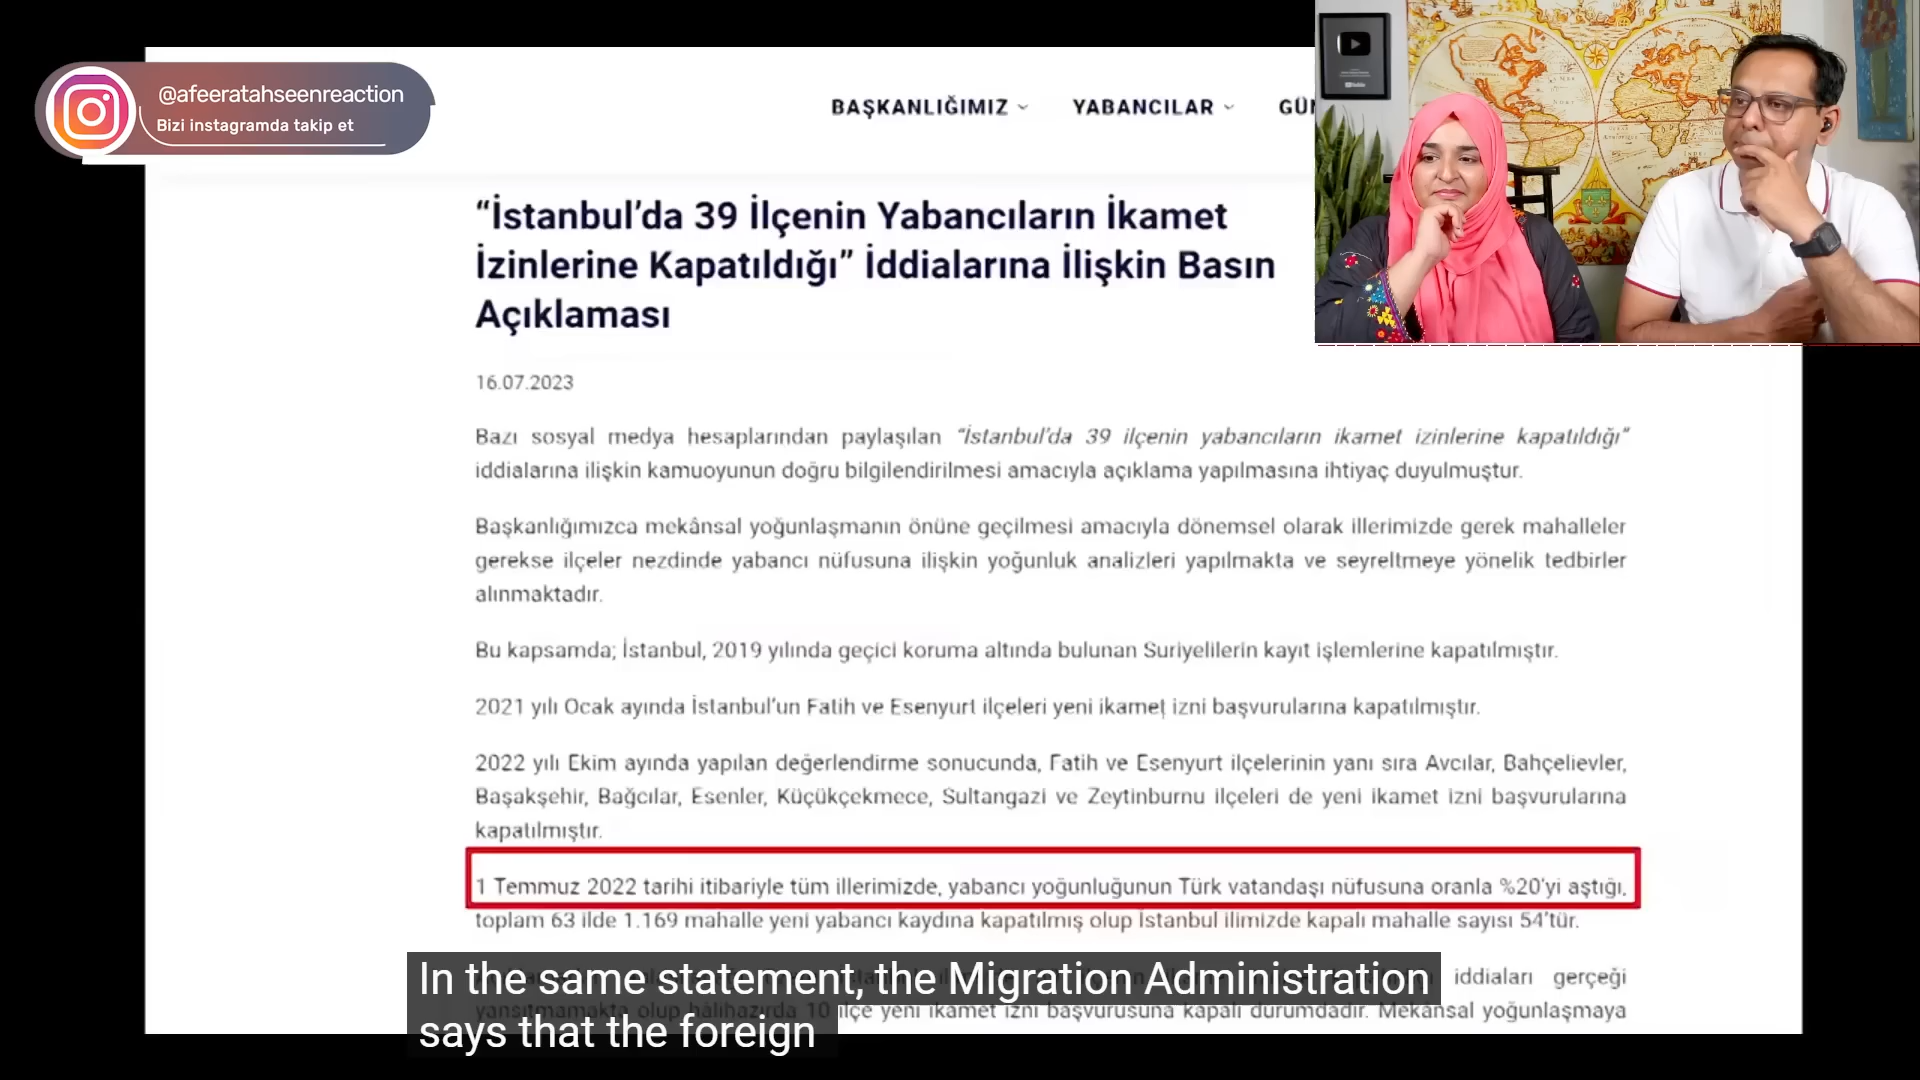 @afeeratahseenreaction
Bizi instagramda takip et
BAŞKANLIĞIMIZ
YABANCILAR
GÜ
“İstanbul’da 39 İlçenin Yabancıların İkamet
İzinlerine Kapatıldığı” İddialarına İlişkin Basın
Açıklaması
16.07.2023
Bazı sosyal medya hesaplarından paylaşılan “İstanbul’da 39 ilçenin yabancıların ikamet izinlerine kapatıldığı”
iddialarına ilişkin kamuoyunun doğru bilgilendirilmesi amacıyla açıklama yapılmasına ihtiyaç duyulmuştur.
Başkanlığımızca mekânsal yoğunlaşmanın önüne geçilmesi amacıyla dönemsel olarak illerimizde gerek mahalleler
gerekse ilçeler nezdinde yabancı nüfusuna ilişkin yoğunluk analizleri yapılmakta ve seyreltmeye yönelik tedbirler
alınmaktadır.
Bu kapsamda; İstanbul, 2019 yılında geçici koruma altında bulunan Suriyelilerin kayıt işlemlerine kapatılmıştır.
2021 yılı Ocak ayında İstanbul’un Fatih ve Esenyurt ilçeleri yeni ikamet izni başvurularına kapatılmıştır.
2022 yılı Ekim ayında yapılan değerlendirme sonucunda, Fatih ve Esenyurt ilçelerinin yanı sıra Avcılar, Bahçelievler,
Başakşehir, Bağcılar, Esenler, Küçükçekmece, Sultangazi ve Zeytinburnu ilçeleri de yeni ikamet izni başvurularına
kapatılmıştır.
1 Temmuz 2022 tarihi itibariyle tüm illerimizde, yabancı yoğunluğunun Türk vatandaşı nüfusuna oranla %20’yi aştığı,
toplam 63 ilde 1.169 mahalle yeni yabancı kaydına kapatılmış olup İstanbul ilimizde kapalı mahalle sayısı 54’tür.
In the same statement, the Migration Administration
iddiaları gerçeği
says that the foreign
ilçe yeni ikamet izni başvurusuna kapalı durumdadır. Mekânsal yoğunlaşmaya